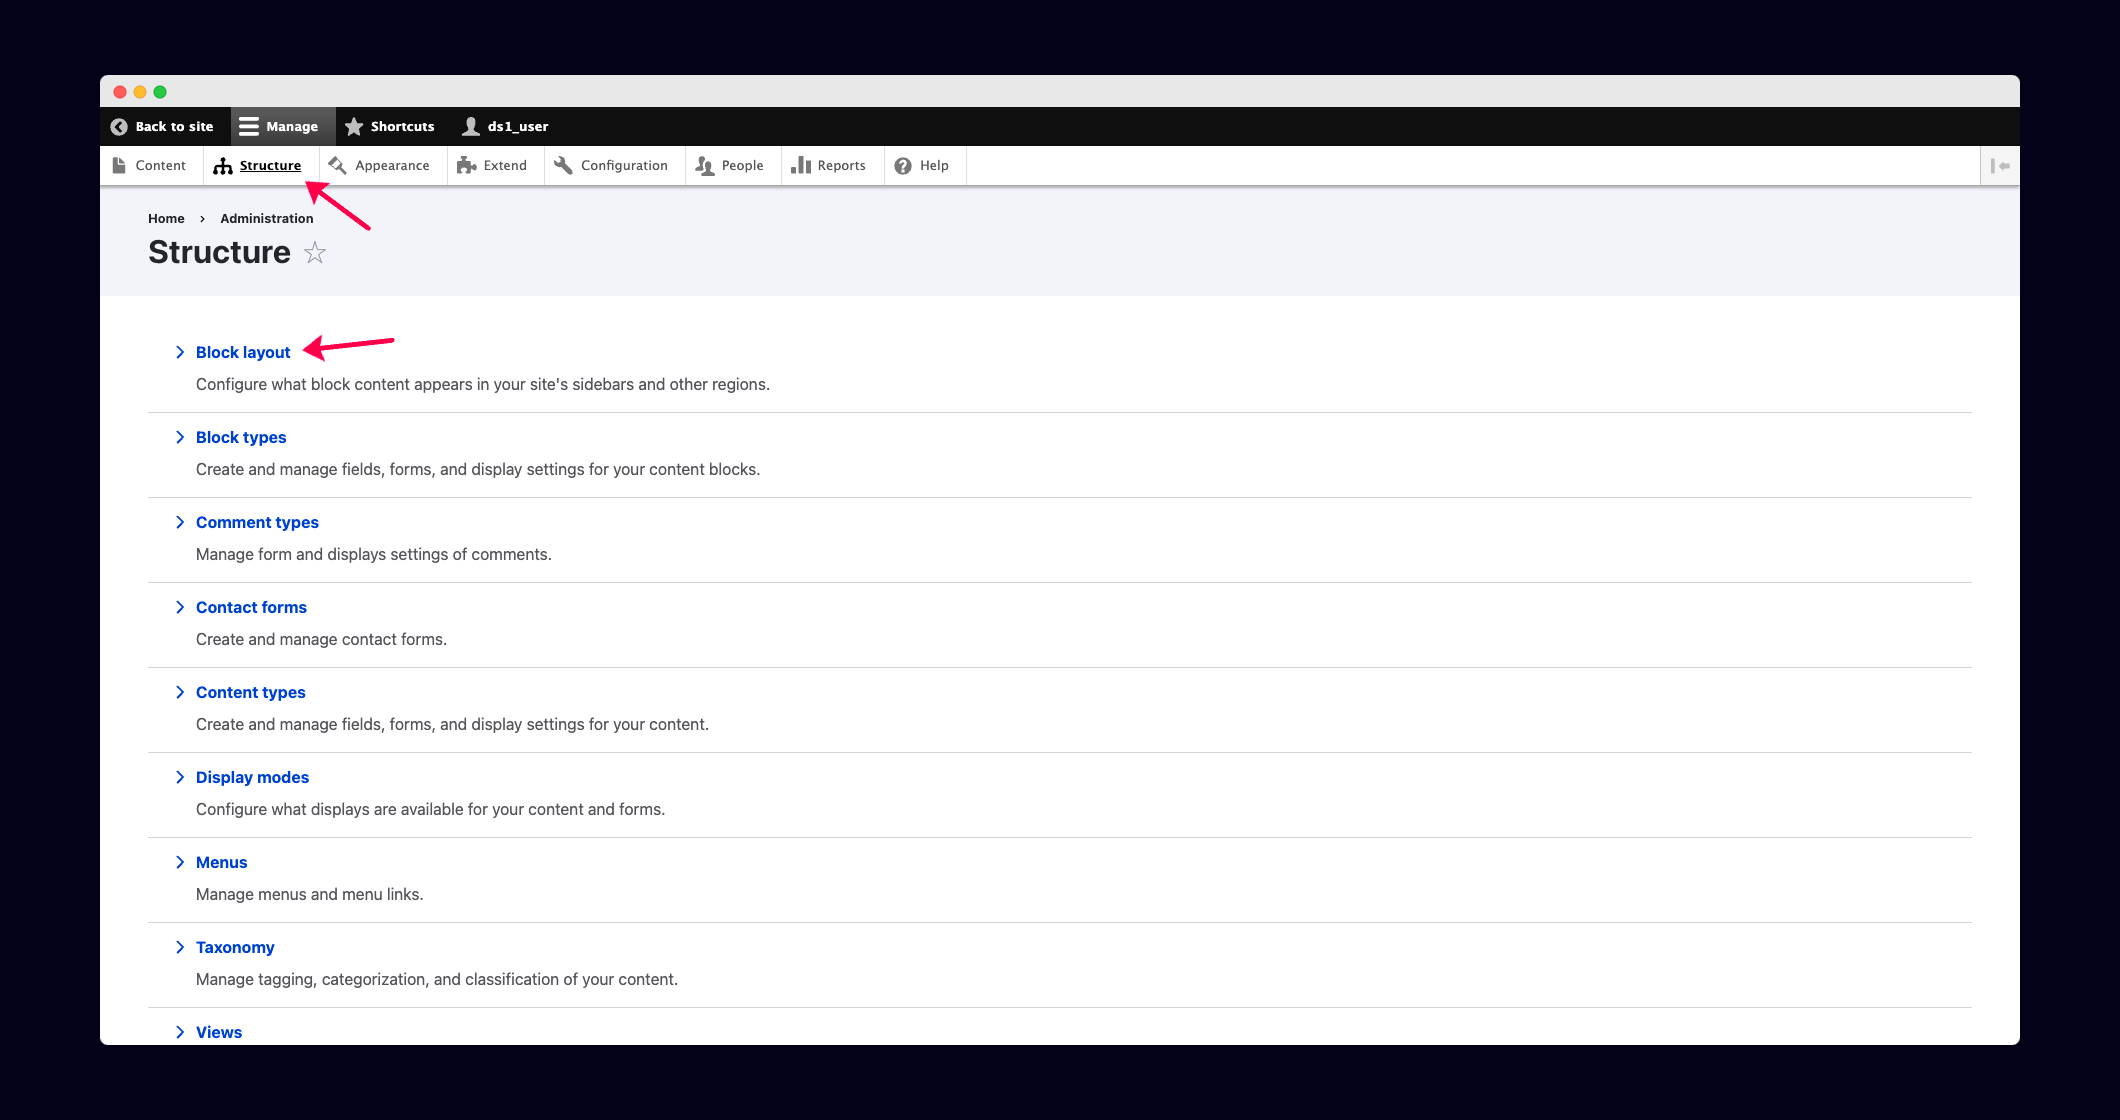 Back to site Manage Shortcuts ds1_user
Content Structure Appearance Extend Configuration People Reports Help
Home › Administration
Structure
Block layout
Configure what block content appears in your site's sidebars and other regions.
Block types
Create and manage fields, forms, and display settings for your content blocks.
Comment types
Manage form and displays settings of comments.
Contact forms
Create and manage contact forms.
Content types
Create and manage fields, forms, and display settings for your content.
Display modes
Configure what displays are available for your content and forms.
Menus
Manage menus and menu links.
Taxonomy
Manage tagging, categorization, and classification of your content.
Views